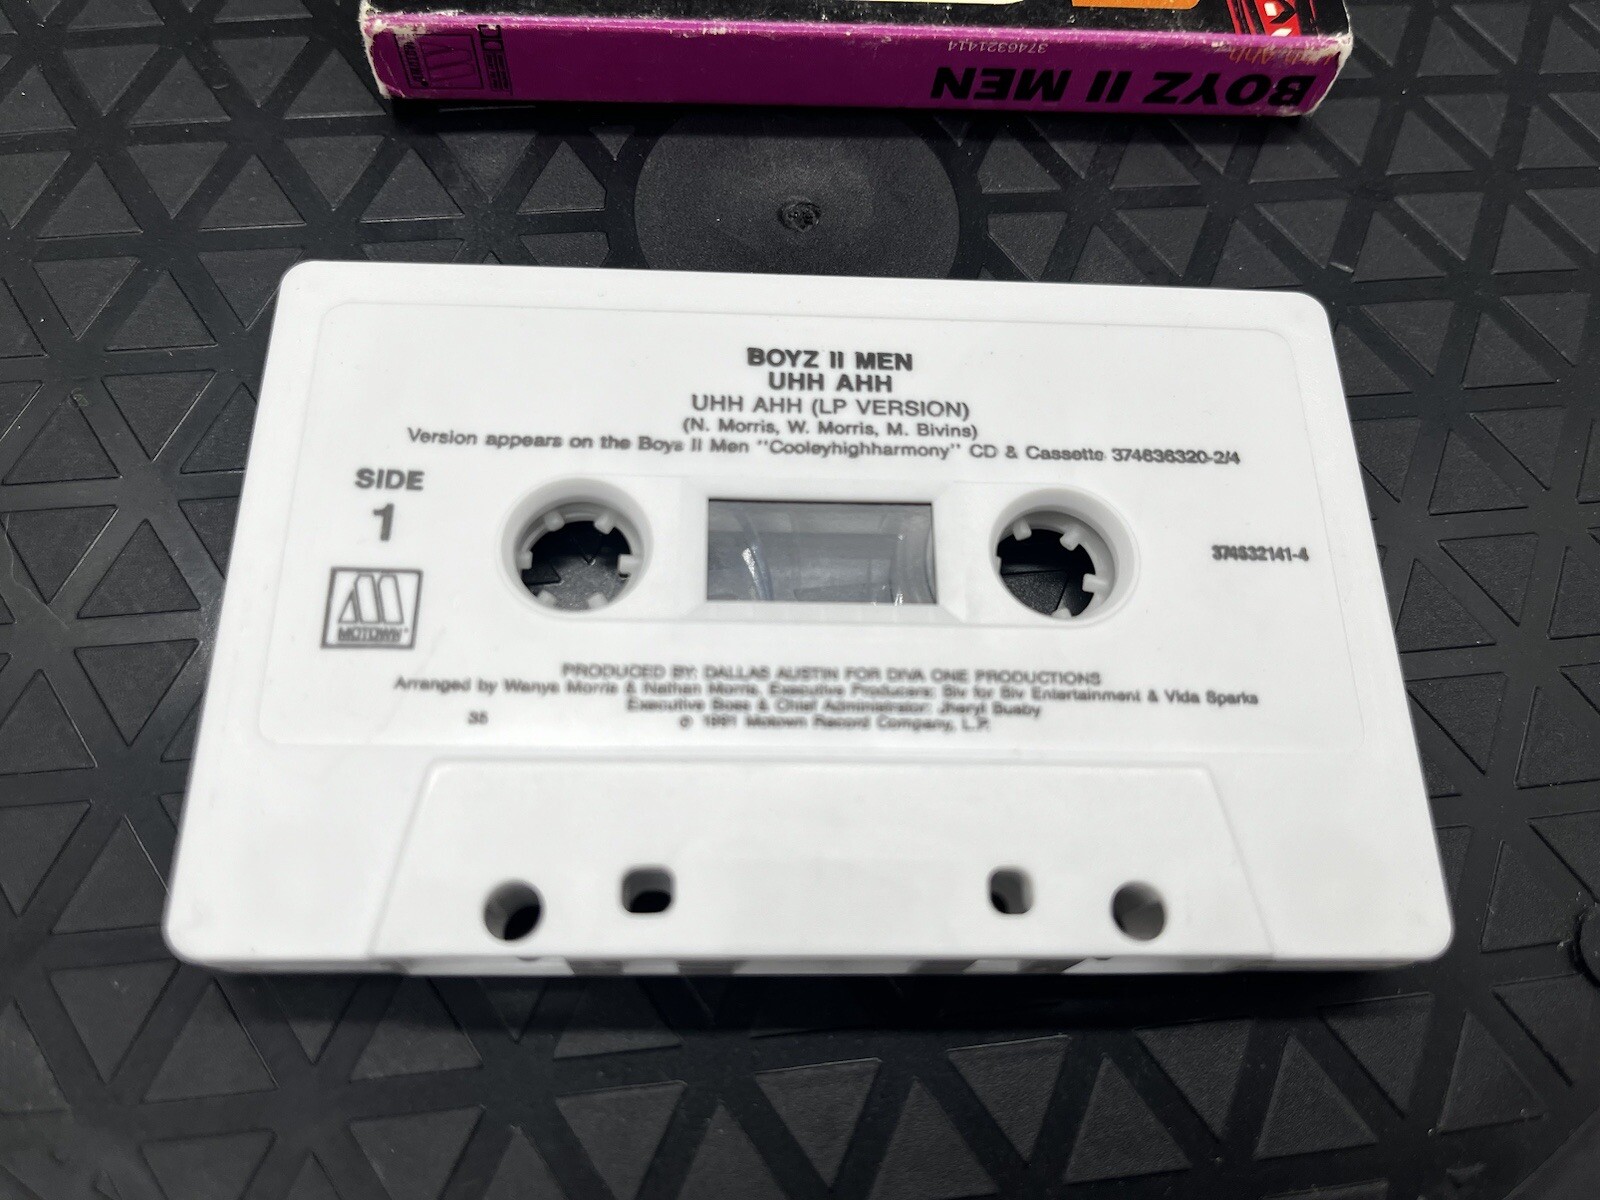 3746321414
BOYZ II MEN
BOYZ II MEN
UHH AHH
UHH AHH (LP VERSION)
(N. Morris, W. Morris, M. Bivins)
Version appears on the Boys II Men "Cooleyhighharmony" CD & Cassette 374636320-2/4
SIDE
1
374632141-4
MOTOWN
PRODUCED BY: DALLAS AUSTIN FOR DIVA ONE PRODUCTIONS
Arranged by Wanya Morris & Nathan Morris, Executive Producers: Biv for Biv Entertainment & Vida Sparks
Executive Boss & Chief Administrator: Jheryl Busby
35
© 1991 Motown Record Company, L.P.